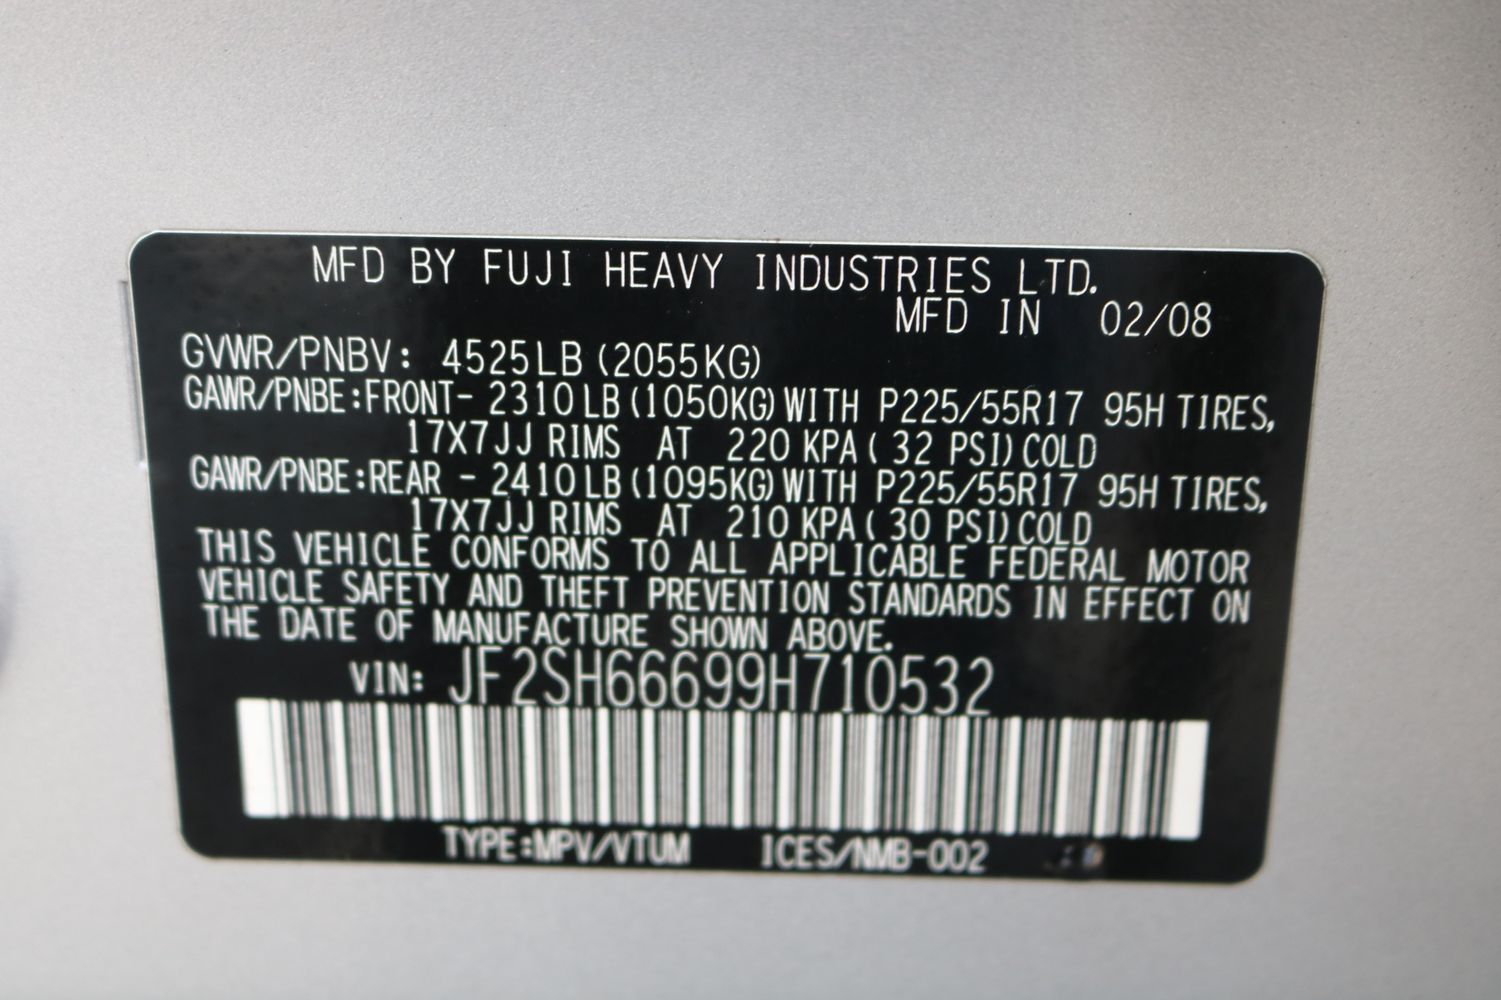 MFD BY FUJI HEAVY INDUSTRIES LTD.
MFD IN 02/08
GVWR/PNBV: 4525LB (2055KG)
GAWR/PNBE:FRONT- 2310LB(1050KG)WITH P225/55R17 95H TIRES,
17X7JJ RIMS AT 220 KPA( 32 PSI)COLD
GAWR/PNBE:REAR - 2410LB(1095KG)WITH P225/55R17 95H TIRES,
17X7JJ RIMS AT 210 KPA( 30 PSI)COLD
THIS VEHICLE CONFORMS TO ALL APPLICABLE FEDERAL MOTOR
VEHICLE SAFETY AND THEFT PREVENTION STANDARDS IN EFFECT ON
THE DATE OF MANUFACTURE SHOWN ABOVE.
VIN: JF2SH66699H710532
TYPE:MPV/VTUM ICES/NMB-002